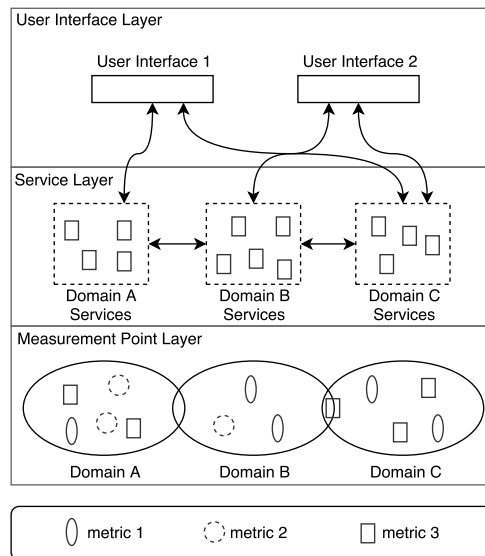 User Interface Layer
User Interface 1
User Interface 2
Service Layer
Domain A
Services
Domain B
Services
Domain C
Services
Measurement Point Layer
Domain A
Domain B
Domain C
metric 1
metric 2
metric 3